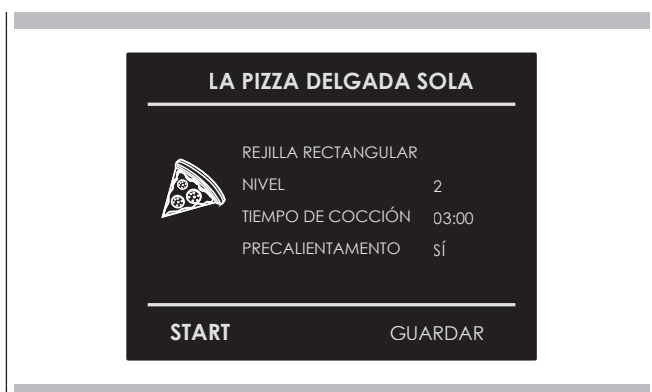 LA PIZZA DELGADA SOLA
REJILLA RECTANGULAR
NIVEL 2
TIEMPO DE COCCIÓN 03:00
PRECALIENTAMENTO SÍ
START GUARDAR